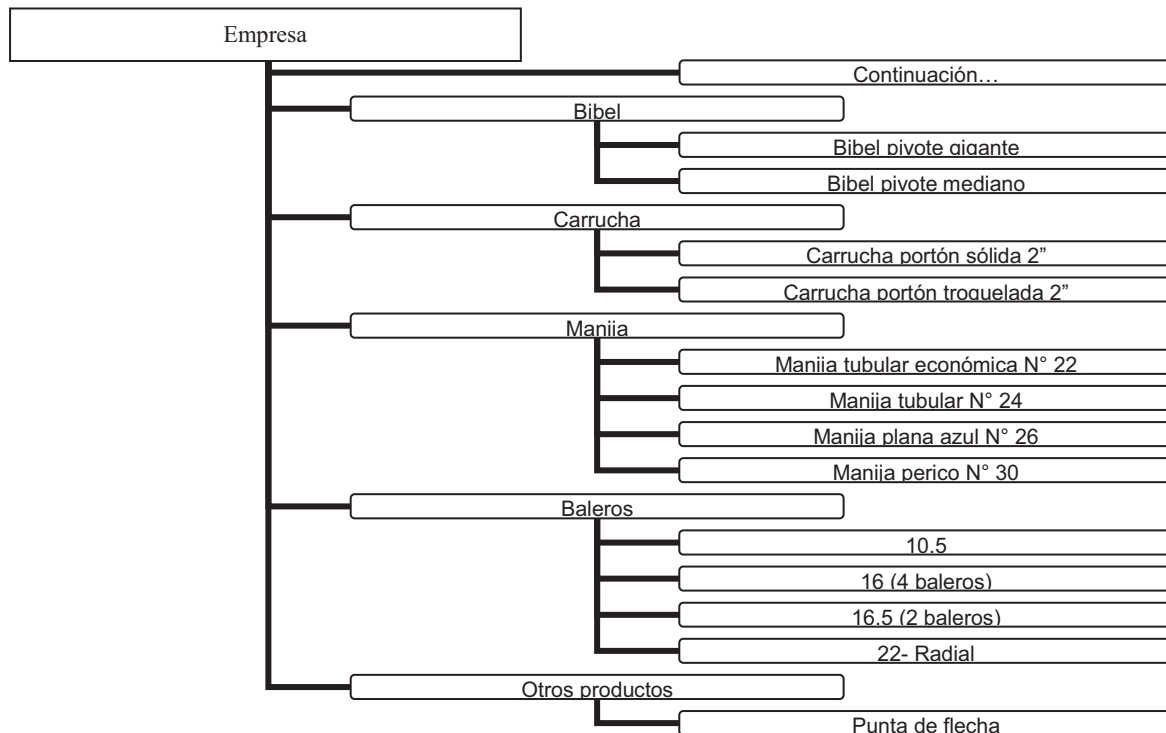 Empresa
Continuación…
Bibel
Bibel pivote gigante
Bibel pivote mediano
Carrucha
Carrucha portón sólida 2”
Carrucha portón troquelada 2”
Manija
Manija tubular económica N° 22
Manija tubular N° 24
Manija plana azul N° 26
Manija perico N° 30
Baleros
10.5
16 (4 baleros)
16.5 (2 baleros)
22- Radial
Otros productos
Punta de flecha